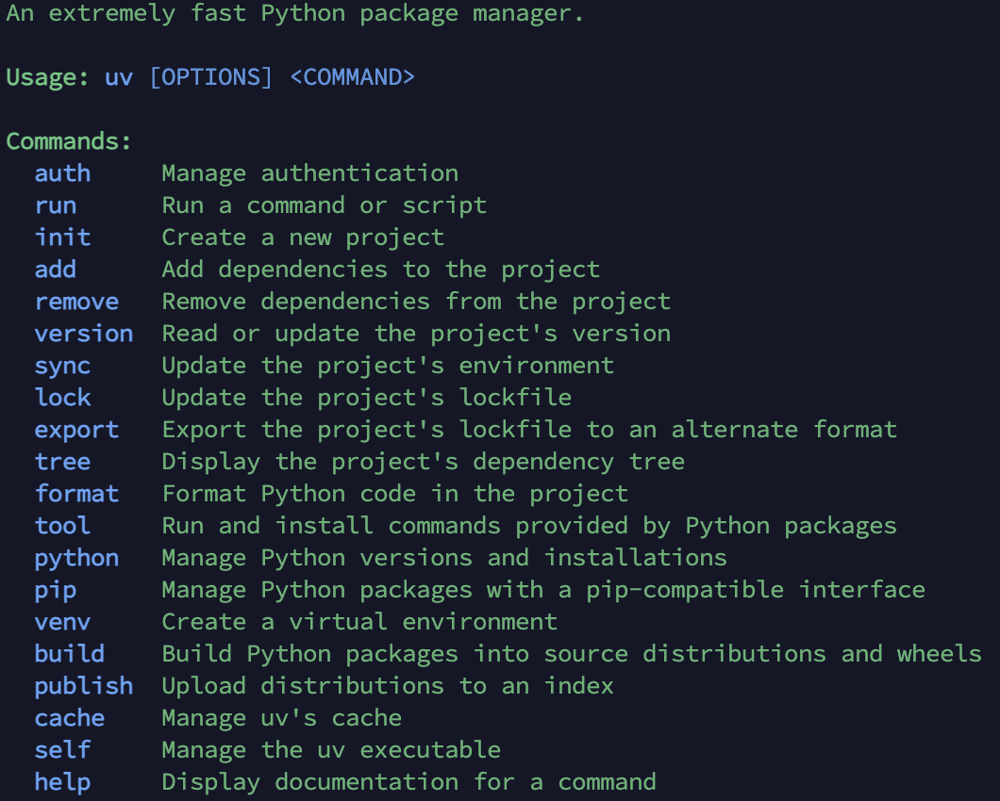 An extremely fast Python package manager.
Usage: uv [OPTIONS] <COMMAND>
Commands:
auth Manage authentication
run Run a command or script
init Create a new project
add Add dependencies to the project
remove Remove dependencies from the project
version Read or update the project's version
sync Update the project's environment
lock Update the project's lockfile
export Export the project's lockfile to an alternate format
tree Display the project's dependency tree
format Format Python code in the project
tool Run and install commands provided by Python packages
python Manage Python versions and installations
pip Manage Python packages with a pip-compatible interface
venv Create a virtual environment
build Build Python packages into source distributions and wheels
publish Upload distributions to an index
cache Manage uv's cache
self Manage the uv executable
help Display documentation for a command